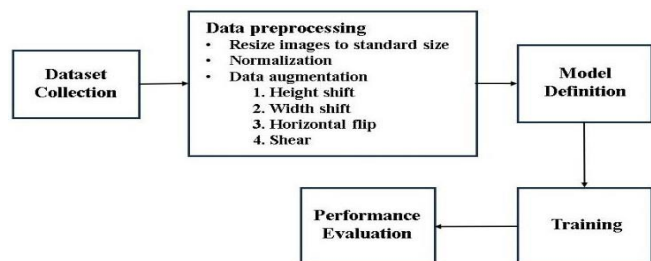 Dataset
Collection
Data preprocessing
• Resize images to standard size
• Normalization
• Data augmentation
1. Height shift
2. Width shift
3. Horizontal flip
4. Shear
Model
Definition
Training
Performance
Evaluation